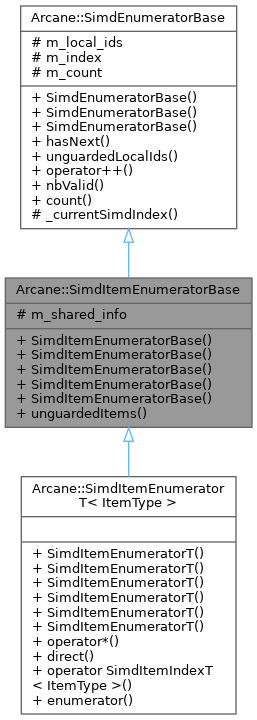 Arcane::SimdEnumeratorBase
# m_local_ids
# m_index
# m_count
+ SimdEnumeratorBase()
+ SimdEnumeratorBase()
+ SimdEnumeratorBase()
+ hasNext()
+ unguardedLocalIds()
+ operator++()
+ nbValid()
+ count()
# _currentSimdIndex()
Arcane::SimdItemEnumeratorBase
# m_shared_info
+ SimdItemEnumeratorBase()
+ SimdItemEnumeratorBase()
+ SimdItemEnumeratorBase()
+ SimdItemEnumeratorBase()
+ SimdItemEnumeratorBase()
+ unguardedItems()
Arcane::SimdItemEnumerator
T< ItemType >
+ SimdItemEnumeratorT()
+ SimdItemEnumeratorT()
+ SimdItemEnumeratorT()
+ SimdItemEnumeratorT()
+ SimdItemEnumeratorT()
+ SimdItemEnumeratorT()
+ operator*()
+ direct()
+ operator SimdItemIndexT
< ItemType >()
+ enumerator()